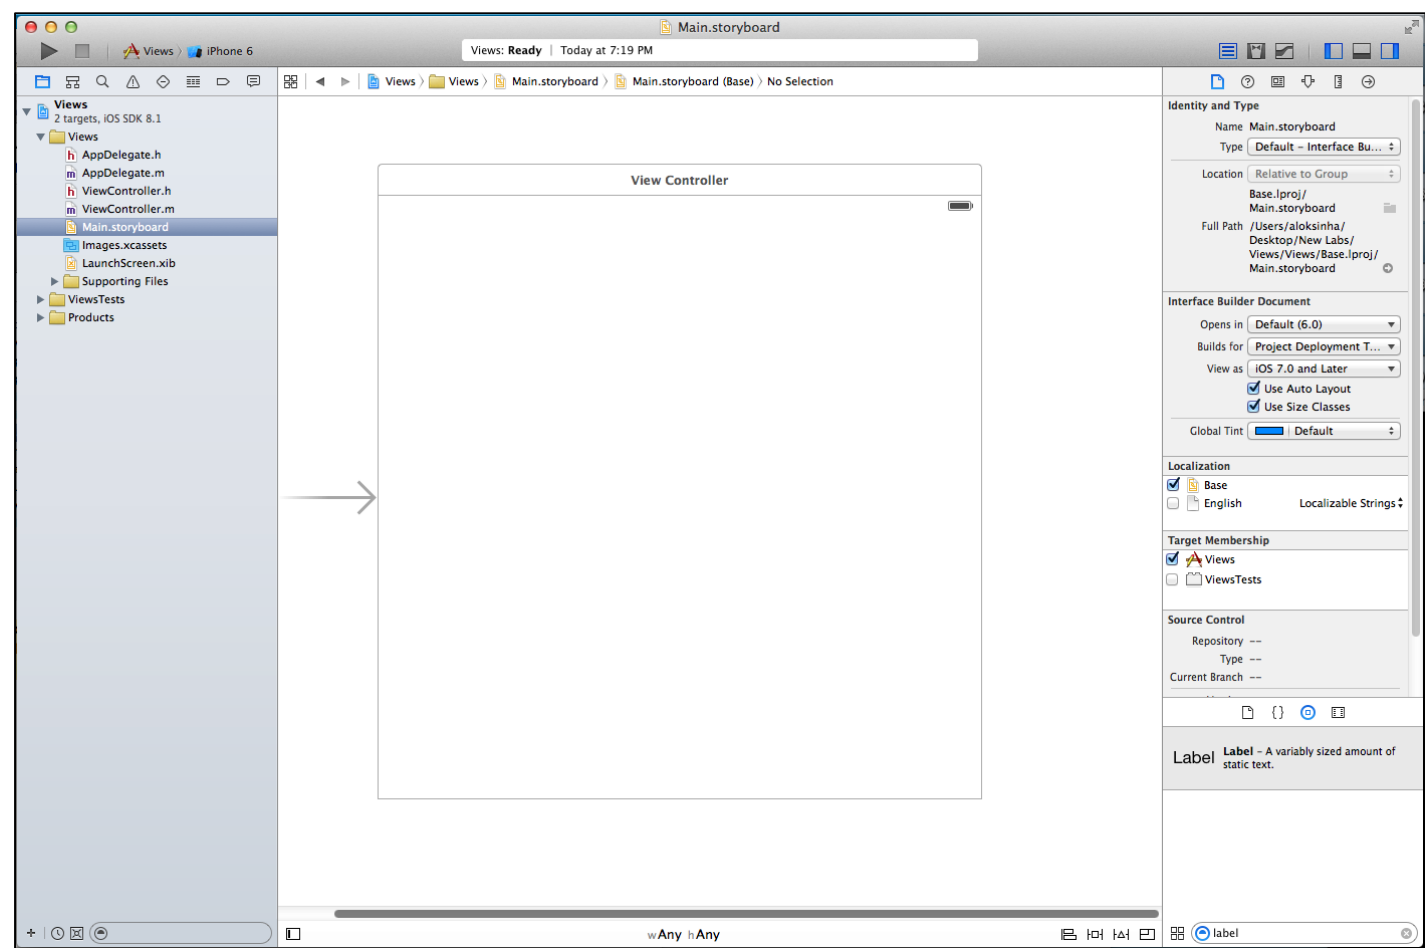 Main.storyboard
Views
iPhone 6
Views: Ready | Today at 7:19 PM
Views
Views
Main.storyboard
Main.storyboard (Base)
No Selection
Views
2 targets, iOS SDK 8.1
Views
h AppDelegate.h
m AppDelegate.m
h ViewController.h
m ViewController.m
Main.storyboard
Images.xcassets
LaunchScreen.xib
Supporting Files
ViewsTests
Products
View Controller
wAny hAny
Identity and Type
Name Main.storyboard
Type Default - Interface Bu...
Location Relative to Group
Base.lproj/
Main.storyboard
Full Path /Users/aloksinha/
Desktop/New Labs/
Views/Views/Base.lproj/
Main.storyboard
Interface Builder Document
Opens in Default (6.0)
Builds for Project Deployment T...
View as iOS 7.0 and Later
Use Auto Layout
Use Size Classes
Global Tint Default
Localization
Base
English Localizable Strings
Target Membership
Views
ViewsTests
Source Control
Repository --
Type --
Current Branch --
Label Label - A variably sized amount of
static text.
label